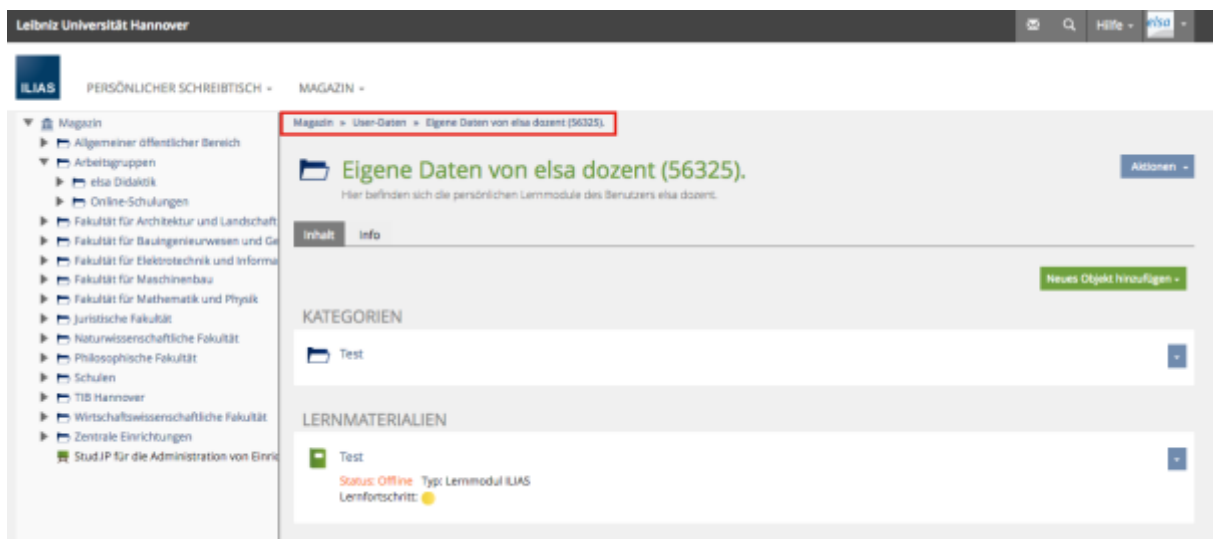 Leibniz Universität Hannover
Hilfe
elsa
ILIAS
PERSÖNLICHER SCHREIBTISCH
MAGAZIN
Magazin
Allgemeiner öffentlicher Bereich
Arbeitsgruppen
elsa Didaktik
Online-Schulungen
Fakultät für Architektur und Landschaft
Fakultät für Bauingenieurwesen und Ge
Fakultät für Elektrotechnik und Informa
Fakultät für Maschinenbau
Fakultät für Mathematik und Physik
Juristische Fakultät
Naturwissenschaftliche Fakultät
Philosophische Fakultät
Schulen
TIB Hannover
Wirtschaftswissenschaftliche Fakultät
Zentrale Einrichtungen
Stud.IP für die Administration von Einric
Magazin » User-Daten » Eigene Daten von elsa dozent (56325).
Eigene Daten von elsa dozent (56325).
Hier befinden sich die persönlichen Lernmodule des Benutzers elsa dozent.
Aktionen
Inhalt Info
Neues Objekt hinzufügen
KATEGORIEN
Test
LERNMATERIALIEN
Test
Status: Offline Typ: Lernmodul ILIAS
Lernfortschritt: